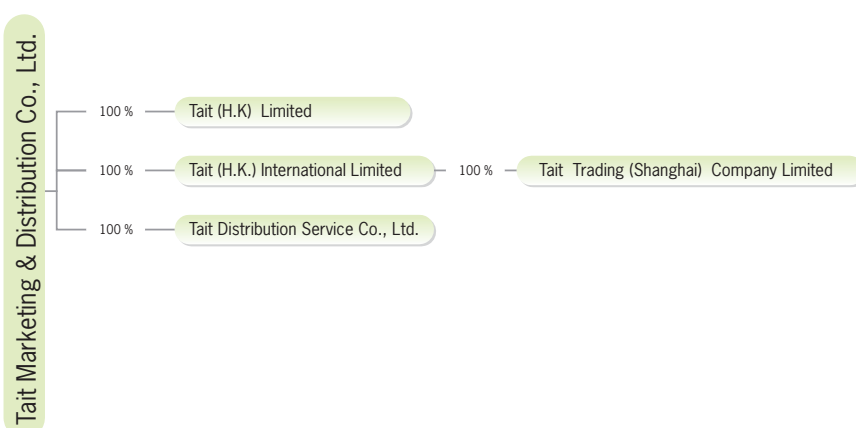 Tait Marketing & Distribution Co., Ltd.
100 % Tait (H.K) Limited
100 % Tait (H.K.) International Limited 100 % Tait Trading (Shanghai) Company Limited
100 % Tait Distribution Service Co., Ltd.